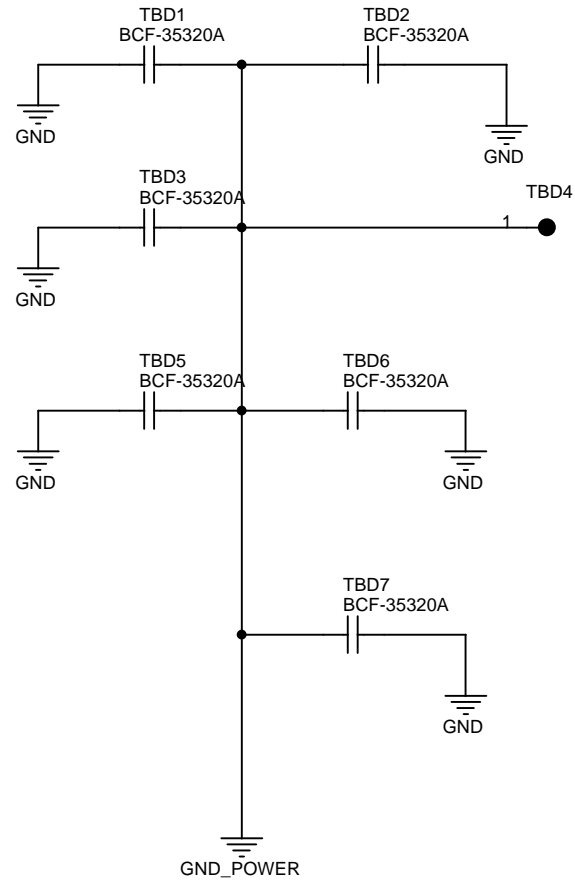 TBD1
BCF-35320A
TBD2
BCF-35320A
GND
GND
TBD3
BCF-35320A
TBD4
1
GND
TBD5
BCF-35320A
TBD6
BCF-35320A
GND
GND
TBD7
BCF-35320A
GND
GND_POWER